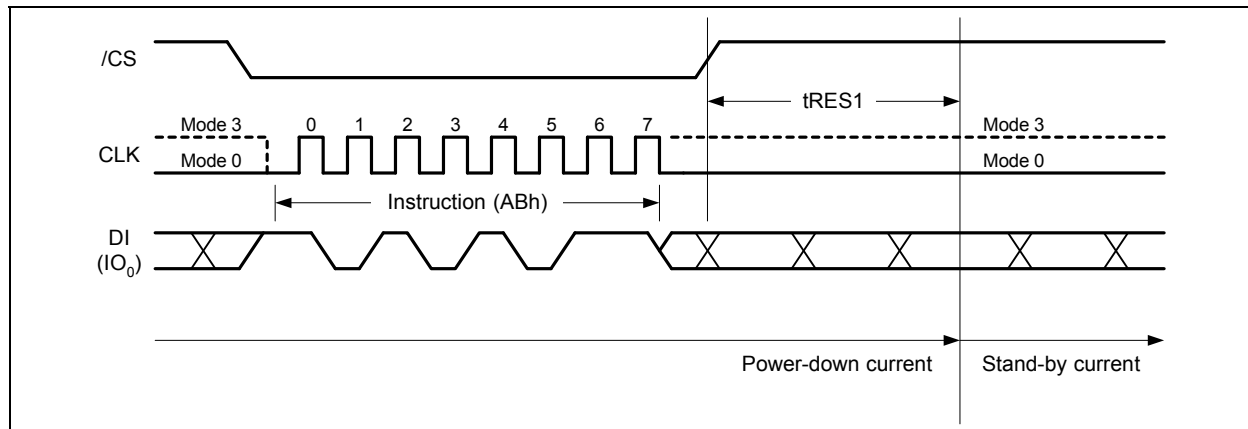 /CS
tRES1
Mode 3 0 1 2 3 4 5 6 7 Mode 3
CLK
Mode 0 Mode 0
Instruction (ABh)
DI
(IO₀)
Power-down current Stand-by current